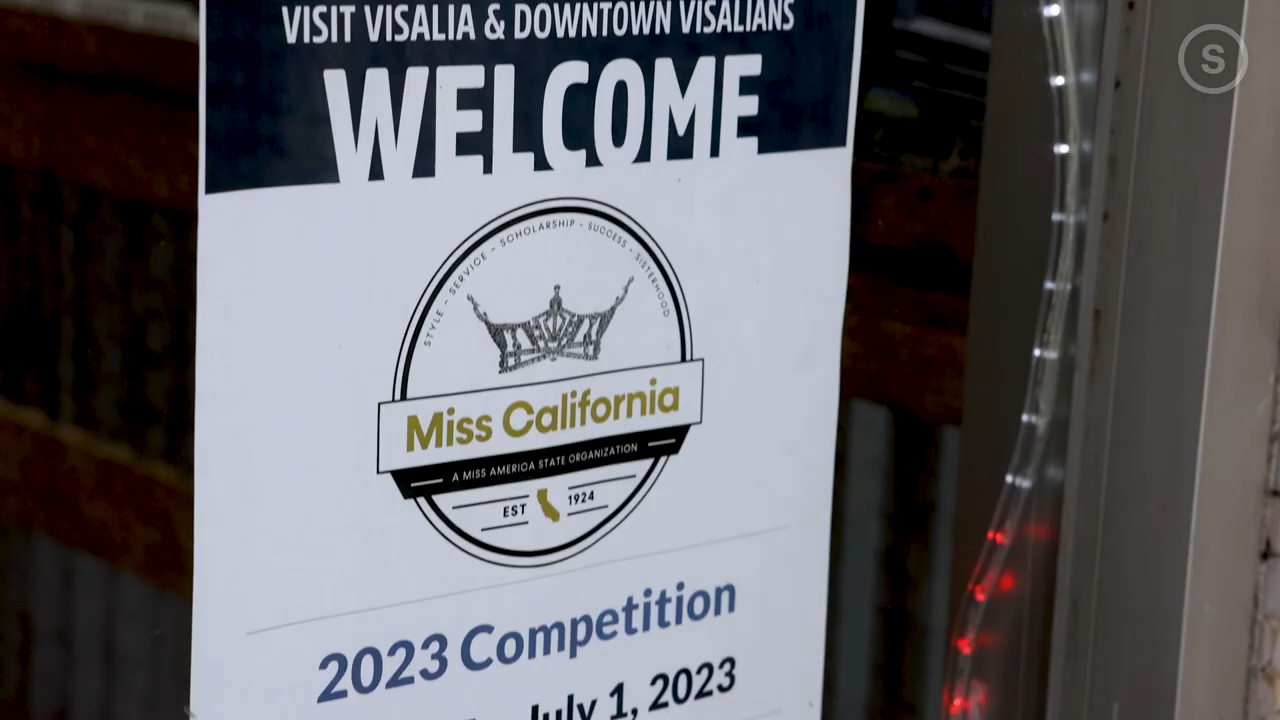 VISIT VISALIA & DOWNTOWN VISALIANS
WELCOME
STYLE - SERVICE - SCHOLARSHIP - SUCCESS - SISTERHOOD
Miss California
A MISS AMERICA STATE ORGANIZATION
EST 1924
2023 Competition
July 1, 2023
S